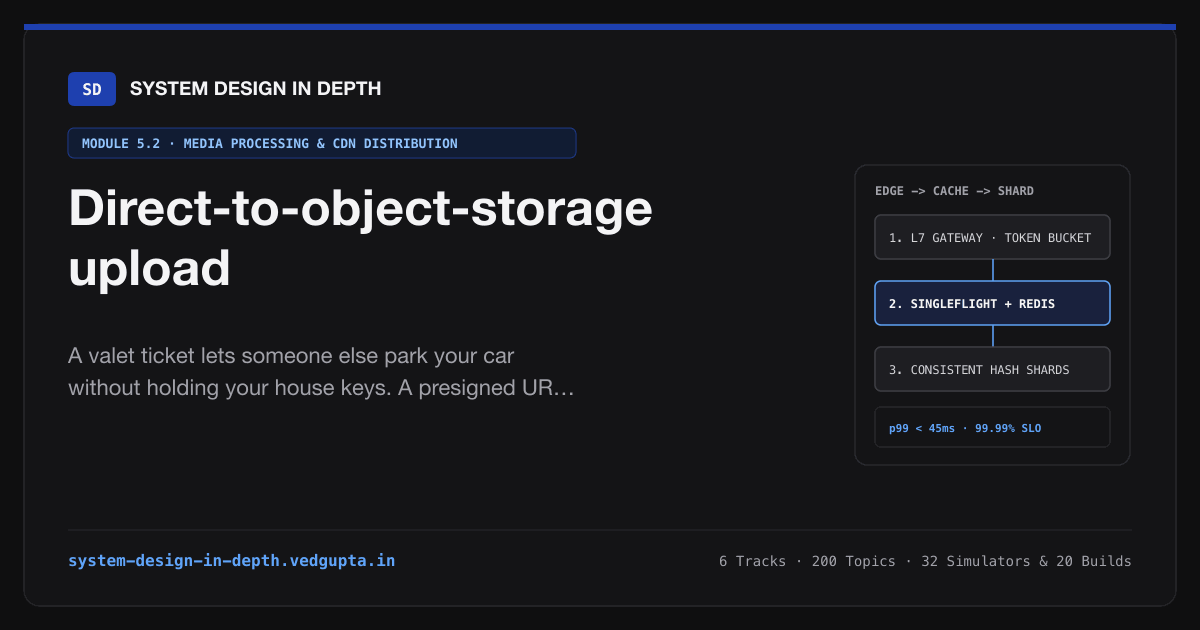 SD
SYSTEM DESIGN IN DEPTH
MODULE 5.2 · MEDIA PROCESSING & CDN DISTRIBUTION
Direct-to-object-storage
upload
A valet ticket lets someone else park your car
without holding your house keys. A presigned UR…
EDGE -> CACHE -> SHARD
1. L7 GATEWAY · TOKEN BUCKET
2. SINGLEFLIGHT + REDIS
3. CONSISTENT HASH SHARDS
p99 < 45ms · 99.99% SLO
system-design-in-depth.vedgupta.in
6 Tracks · 200 Topics · 32 Simulators & 20 Builds